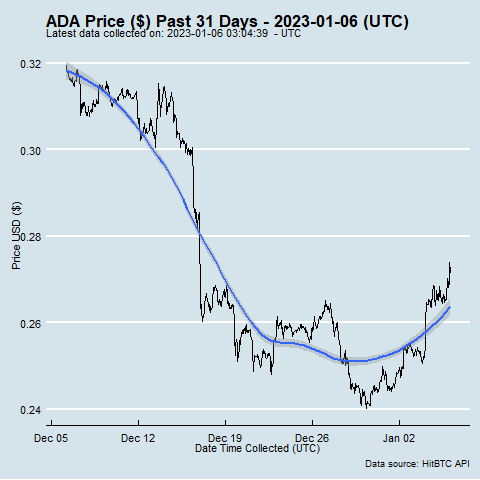 ADA Price ($) Past 31 Days - 2023-01-06 (UTC)
Latest data collected on: 2023-01-06 03:04:39  - UTC
0.32
0.30
0.28
0.26
0.24
Price USD ($)
Dec 05 Dec 12 Dec 19 Dec 26 Jan 02
Date Time Collected (UTC)
Data source: HitBTC API